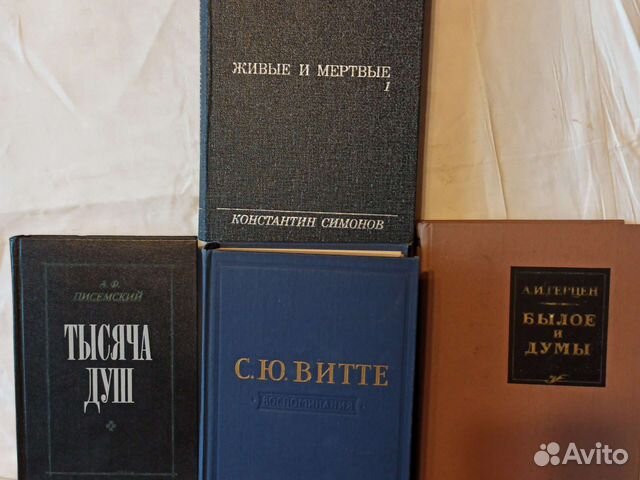 ЖИВЫЕ И МЕРТВЫЕ
1
КОНСТАНТИН СИМОНОВ
А. Ф.
ПИСЕМСКИЙ
ТЫСЯЧА
ДУШ
С.Ю. ВИТТЕ
ВОСПОМИНАНИЯ
А.И.ГЕРЦЕН
БЫЛОЕ
И
ДУМЫ
Avito